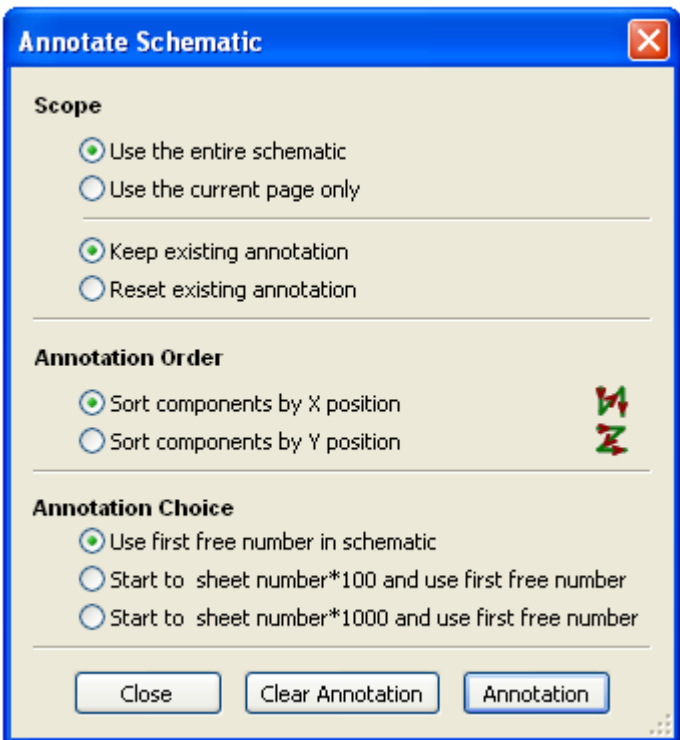 Annotate Schematic
Scope
Use the entire schematic
Use the current page only
Keep existing annotation
Reset existing annotation
Annotation Order
Sort components by X position
Sort components by Y position
Annotation Choice
Use first free number in schematic
Start to  sheet number*100 and use first free number
Start to  sheet number*1000 and use first free number
Close Clear Annotation Annotation